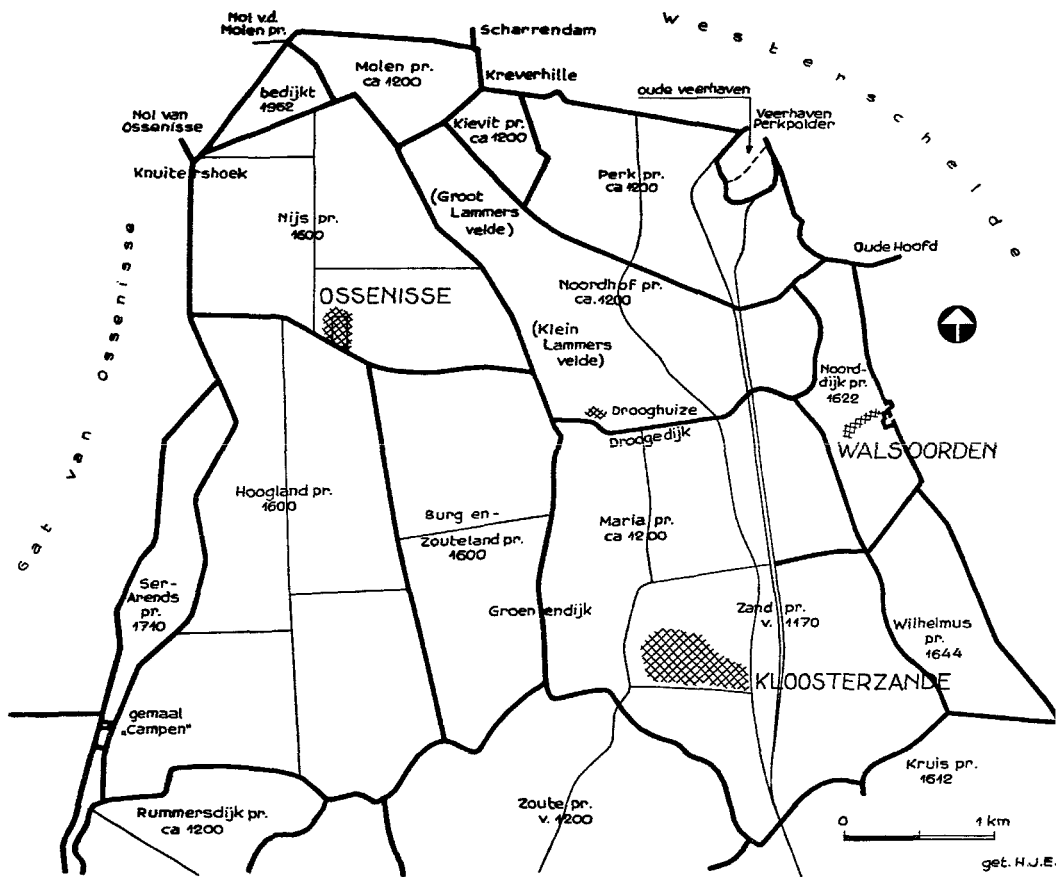 Westerschelde
Nol v.d.
Molen pr.
Scharrendam
Molen pr.
ca 1200
Kreverhille
bedijkt
1962
oude veerhaven
Veerhaven
Perkpolder
Nol van
Ossenisse
Kievit pr.
ca 1200
Knuitershoek
Perk pr.
ca 1200
(Groot
Lammers
velde)
Nijs pr.
1600
Oude Hoofd
Gat van Ossenisse
OSSENISSE
Noordhof pr.
ca. 1200
(Klein
Lammers
velde)
Noord-
dijk pr.
1622
Drooghuize
Droogedijk
WALSOORDEN
Hoogland pr.
1600
Burg en-
Zouteland pr.
1600
Maria pr.
ca 1200
Ser-
Arends
pr.
1710
Groenendijk
Zand pr.
v. 1170
Wilhelmus
pr.
1644
KLOOSTERZANDE
gemaal
„Campen”
Kruis pr.
1612
Rummersdijk pr.
ca 1200
Zoute pr.
v. 1200
0 1 km
get. H.J.E.